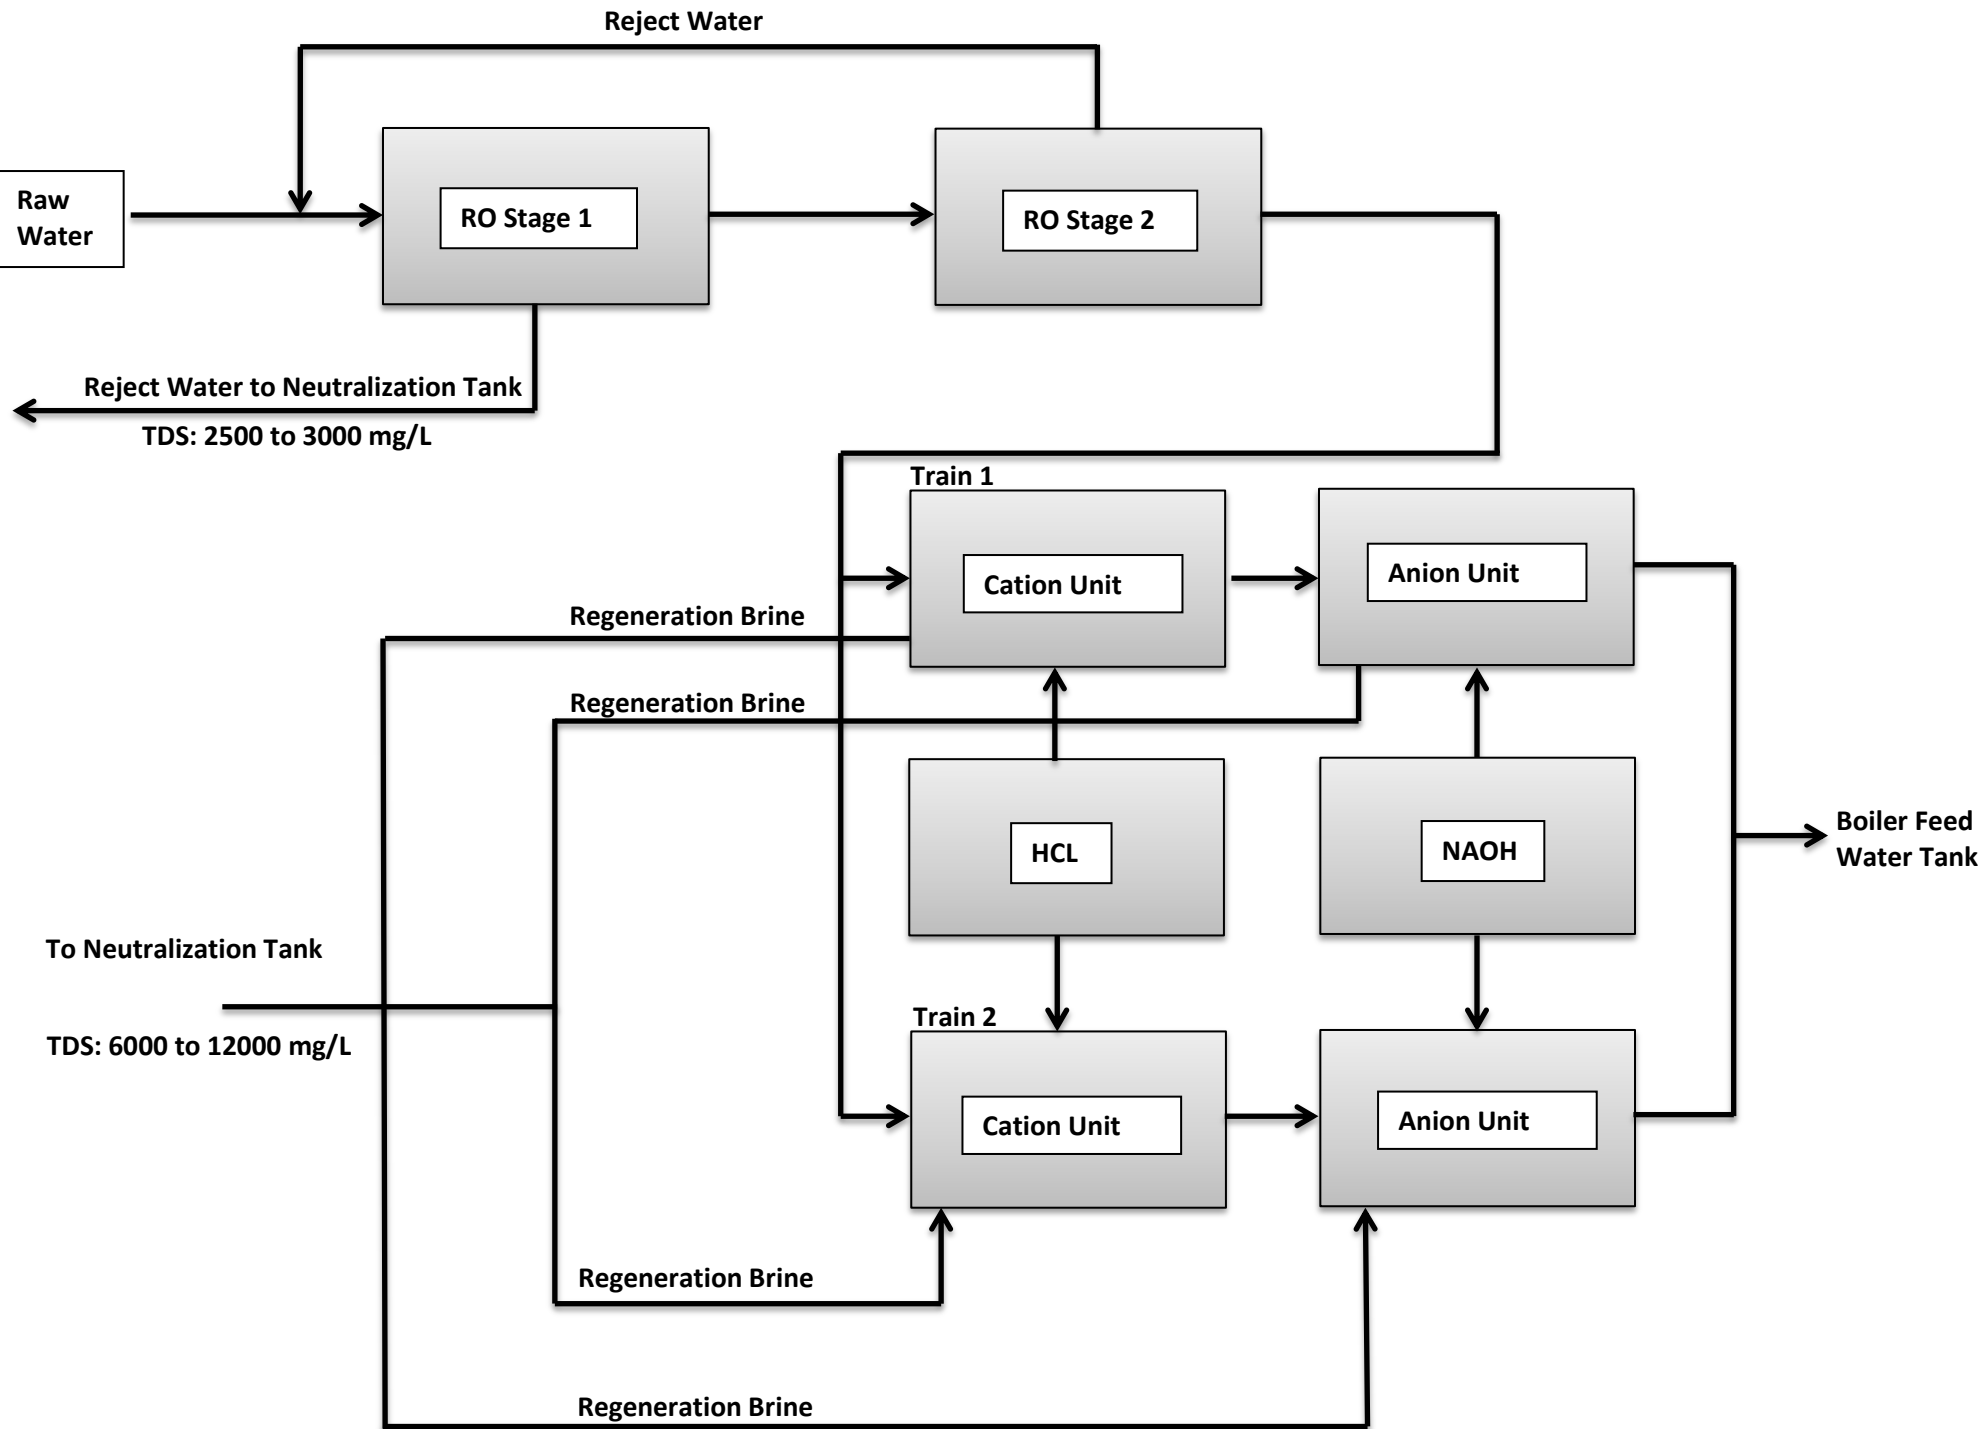 Reject Water
Raw
Water
RO Stage 1
RO Stage 2
Reject Water to Neutralization Tank
TDS: 2500 to 3000 mg/L
Train 1
Cation Unit
Anion Unit
Regeneration Brine
Regeneration Brine
HCL
NAOH
Boiler Feed
Water Tank
To Neutralization Tank
TDS: 6000 to 12000 mg/L
Train 2
Cation Unit
Anion Unit
Regeneration Brine
Regeneration Brine